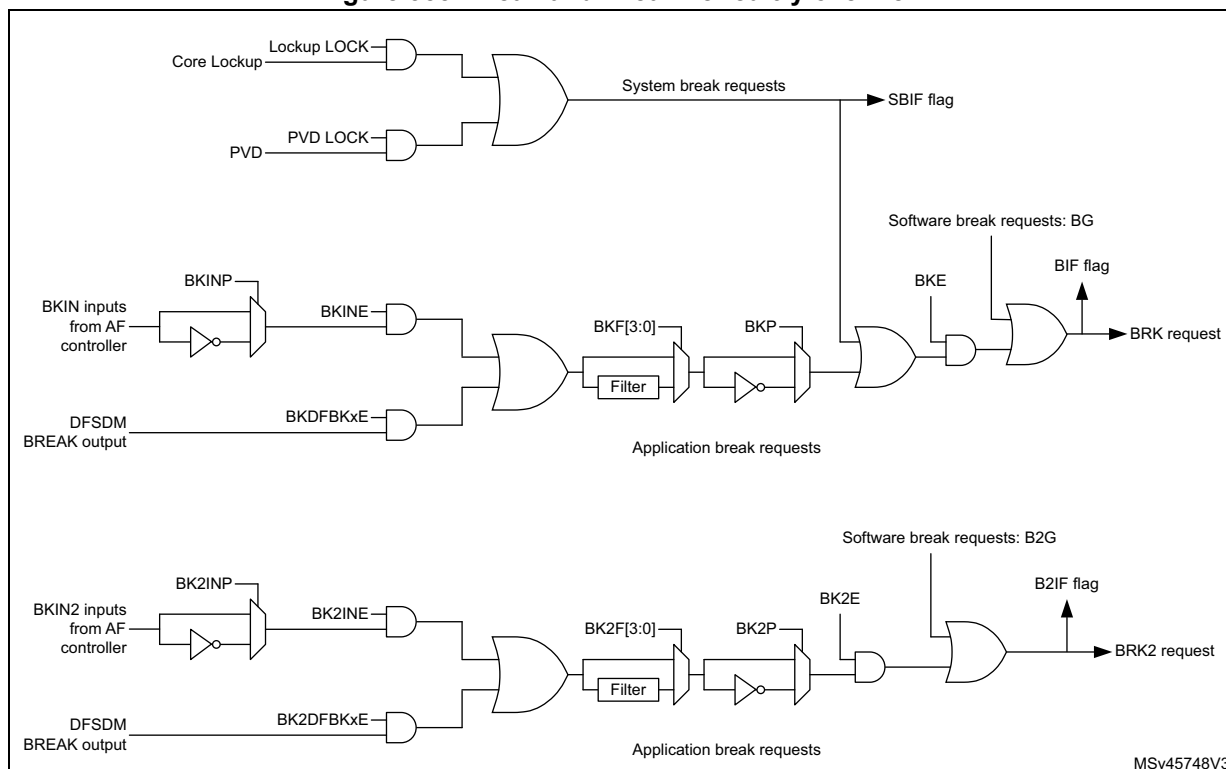 Lockup LOCK
Core Lockup
System break requests
SBIF flag
PVD LOCK
PVD
Software break requests: BG
BKINP
BKE
BIF flag
BKIN inputs
from AF
controller
BKINE
BKF[3:0]
BKP
BRK request
Filter
BKDFBKxE
DFSDM
BREAK output
Application break requests
Software break requests: B2G
BK2INP
BK2E
B2IF flag
BKIN2 inputs
from AF
controller
BK2INE
BK2F[3:0]
BK2P
BRK2 request
Filter
BK2DFBKxE
DFSDM
BREAK output
Application break requests
MSv45748V3